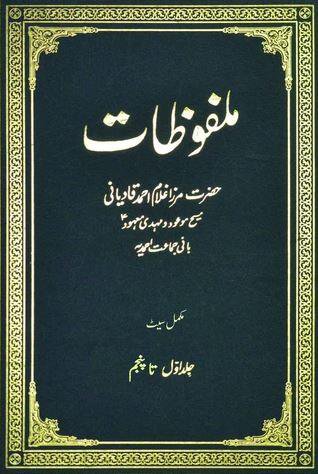 ملفوظات
حضرت مرزا غلام احمد قادیانی
مسیح موعود و مہدی معہودؑ
بانی جماعت احمدیہ
مکمل سیٹ
جلد اوّل تا پنجم